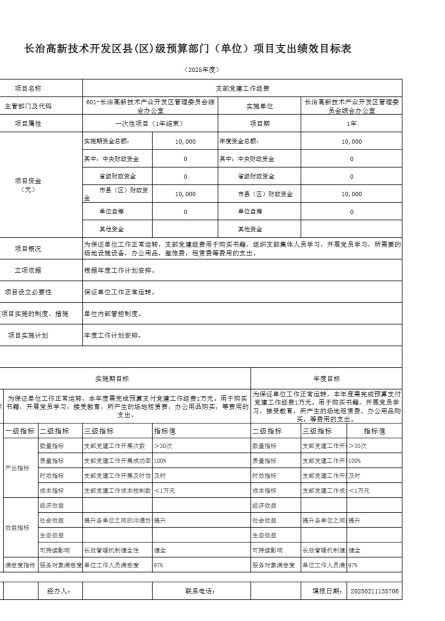 长治高新技术开发区县(区)级预算部门（单位）项目支出绩效目标表
（2025年度）
项目名称 支部党建工作经费
主管部门及代码 601-长治高新技术产业开发区管理委员会综合办公室 实施单位 长治高新技术产业开发区管理委员会综合办公室
项目属性 一次性项目（1年结束） 项目期 1年
项目资金（元） 实施期资金总额: 10,000 年度资金总额: 10,000
其中: 中央财政资金 0 其中: 中央财政资金 0
省级财政资金 0 省级财政资金 0
市县（区）财政资金 10,000 市县（区）财政资金 10,000
单位自筹 0 单位自筹 0
其他资金 其他资金
项目概况 为保证单位工作正常运转，支部党建经费用于购买书籍，组织支部集体人员学习，开展党员学习，所需要的场地设施设备，办公用品，差旅费，租赁费等费用的支出。
立项依据 根据年度工作计划安排。
项目设立必要性 保证单位工作正常运转。
项目实施的制度、措施 单位内部管控制度。
项目实施计划 年度工作计划安排。
实施期目标 年度目标
为保证单位工作正常运转，本年度需完成预算支付党建工作经费1万元。用于购买书籍，开展党员学习，接受教育，所产生的场地租赁费，办公用品购买，等费用的支出。
为保证单位工作正常运转，本年度需完成预算支付党建工作经费1万元。用于购买书籍，开展党员学习，接受教育，所产生的场地租赁费，办公用品购买，等费用的支出。
一级指标 二级指标 三级指标 指标值 二级指标 三级指标 指标值
产出指标 数量指标 支部党建工作开展次数 ＞30次 数量指标 支部党建工作开 ＞30次
质量指标 支部党建工作开展成功率 100% 质量指标 支部党建工作开 100%
时效指标 支部党建工作开展及时性 及时 时效指标 支部党建工作开 及时
成本指标 支部党建工作成本控制数 ＜1万元 成本指标 支部党建工作成 ＜1万元
效益指标 经济效益 经济效益
社会效益 提升各单位之间的沟通协 提升 社会效益 提升各单位之间 提升
生态效益 生态效益
可持续影响 长效管理机制健全性 健全 可持续影响 长效管理机制健 健全
满意度指标 服务对象满意度 单位工作人员满意度 97% 服务对象满意度 单位工作人员满 97%
经办人: 联系电话: 填报日期: 20250211135706